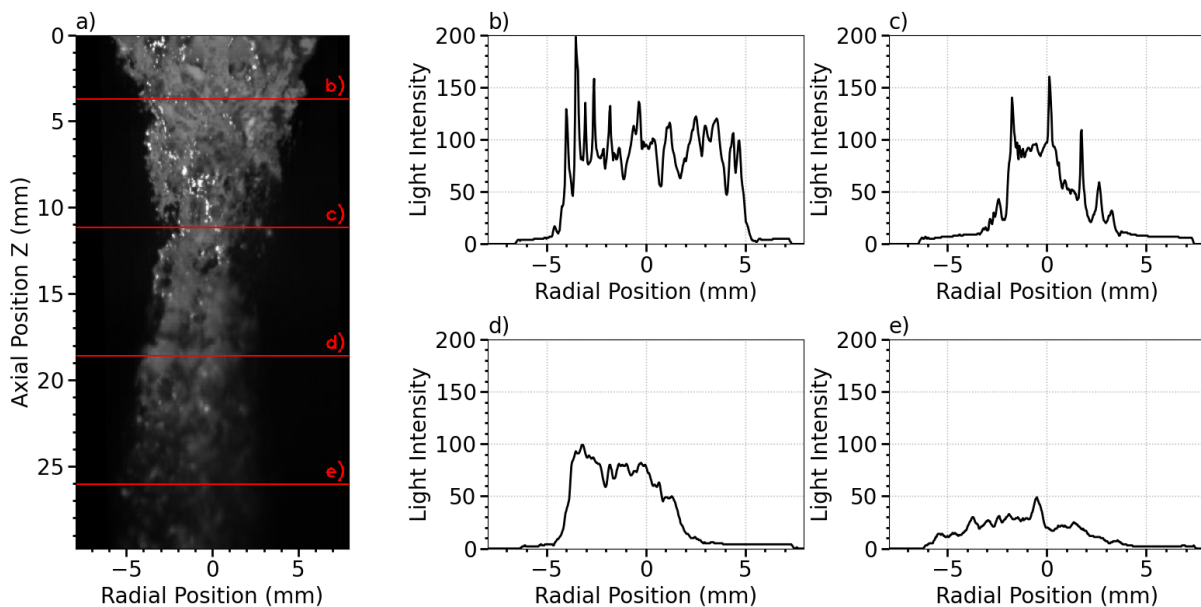 a)
0
5
10
15
20
25
−5
0
5
Axial Position Z (mm)
Radial Position (mm)
b)
c)
d)
e)
b)
200
150
100
50
0
−5
0
5
Light Intensity
Radial Position (mm)
c)
200
150
100
50
0
−5
0
5
Light Intensity
Radial Position (mm)
d)
200
150
100
50
0
−5
0
5
Light Intensity
Radial Position (mm)
e)
200
150
100
50
0
−5
0
5
Light Intensity
Radial Position (mm)